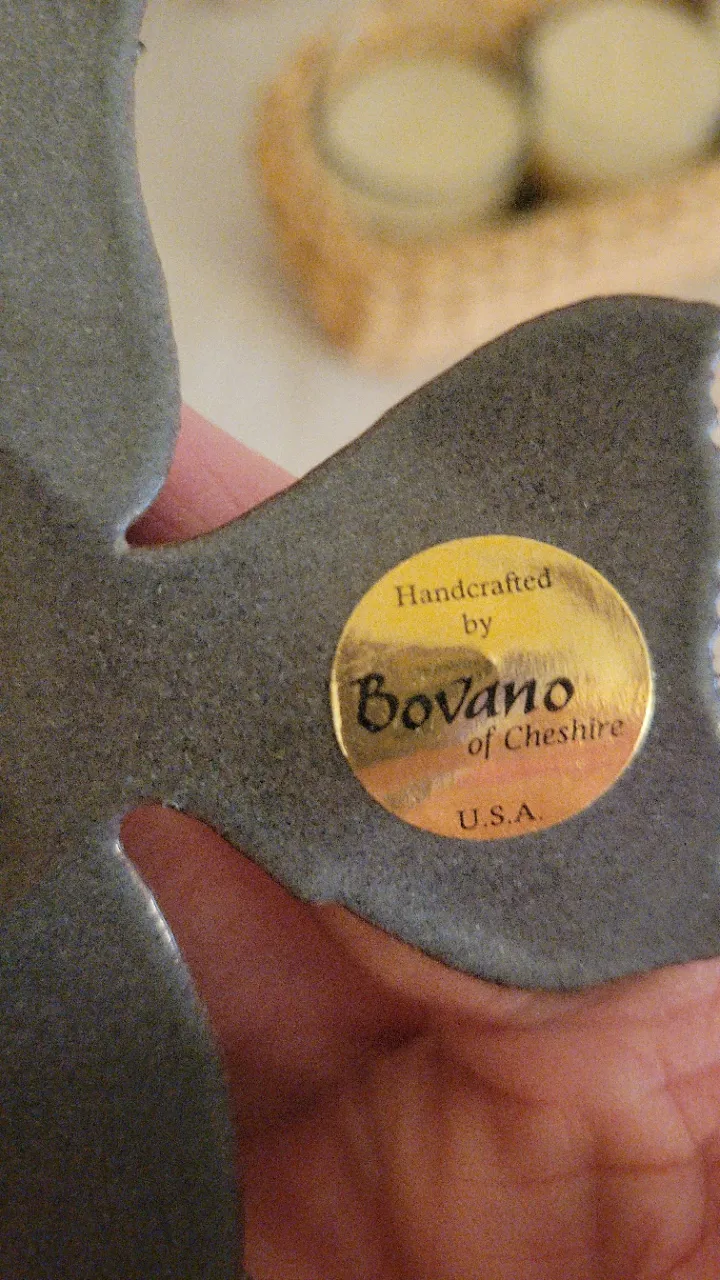 Handcrafted
by
Bovano
of Cheshire
U.S.A.